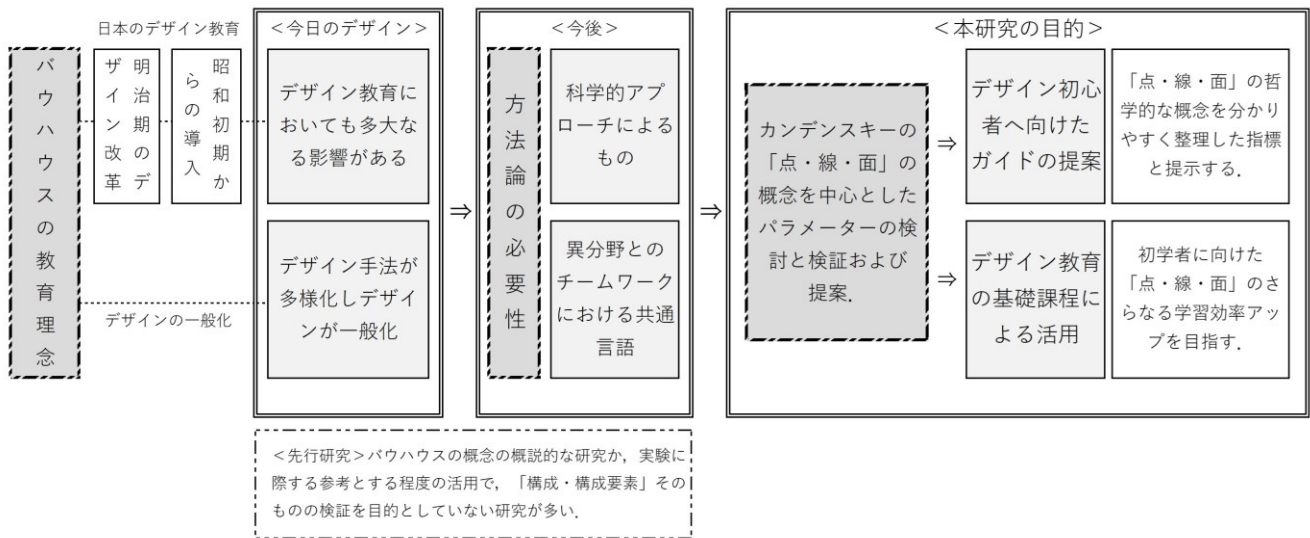 バウハウスの教育理念
日本のデザイン教育
明治期のデ
ザイン改革
昭和初期か
らの導入
デザインの一般化
＜今日のデザイン＞
デザイン教育に
おいても多大な
る影響がある
デザイン手法が
多様化しデザイ
ンが一般化
⇒
＜今後＞
方法論の必要性
科学的アプ
ローチによる
もの
異分野との
チームワーク
における共通
言語
⇒
＜本研究の目的＞
カンデンスキーの
「点・線・面」の
概念を中心とした
パラメーターの検
討と検証および
提案．
⇒
デザイン初心
者へ向けた
ガイドの提案
「点・線・面」の哲
学的な概念を分かり
やすく整理した指標
と提示する．
⇒
デザイン教育
の基礎課程に
よる活用
初学者に向けた
「点・線・面」のさ
らなる学習効率アッ
プを目指す．
＜先行研究＞バウハウスの概念の概説的な研究か，実験に
際する参考とする程度の活用で，「構成・構成要素」その
ものの検証を目的としていない研究が多い．